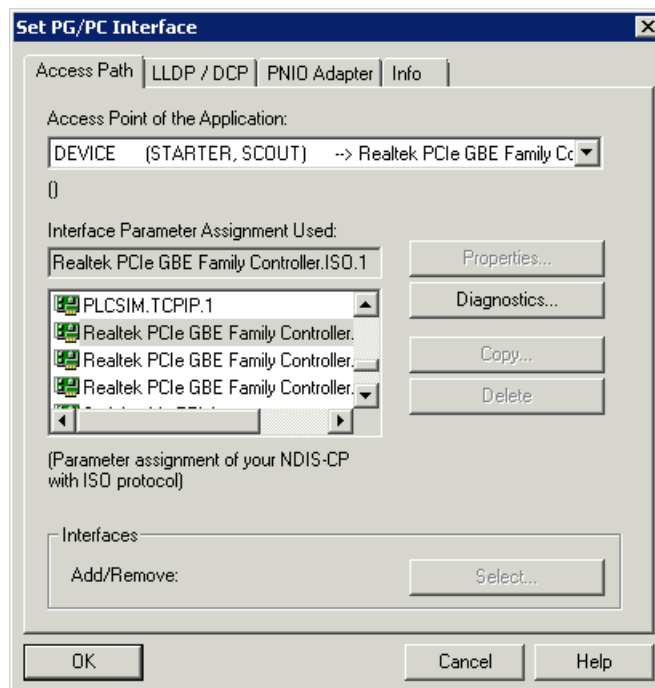 Set PG/PC Interface
Access Path LLDP / DCP PNIO Adapter Info
Access Point of the Application:
DEVICE (STARTER, SCOUT) --> Realtek PCIe GBE Family Cc
()
Interface Parameter Assignment Used:
Realtek PCIe GBE Family Controller.ISO.1
Properties...
PLCSIM.TCPIP.1
Diagnostics...
Realtek PCIe GBE Family Controller.
Realtek PCIe GBE Family Controller.
Copy...
Realtek PCIe GBE Family Controller.
Delete
(Parameter assignment of your NDIS-CP
with ISO protocol)
Interfaces
Add/Remove:
Select...
OK
Cancel
Help